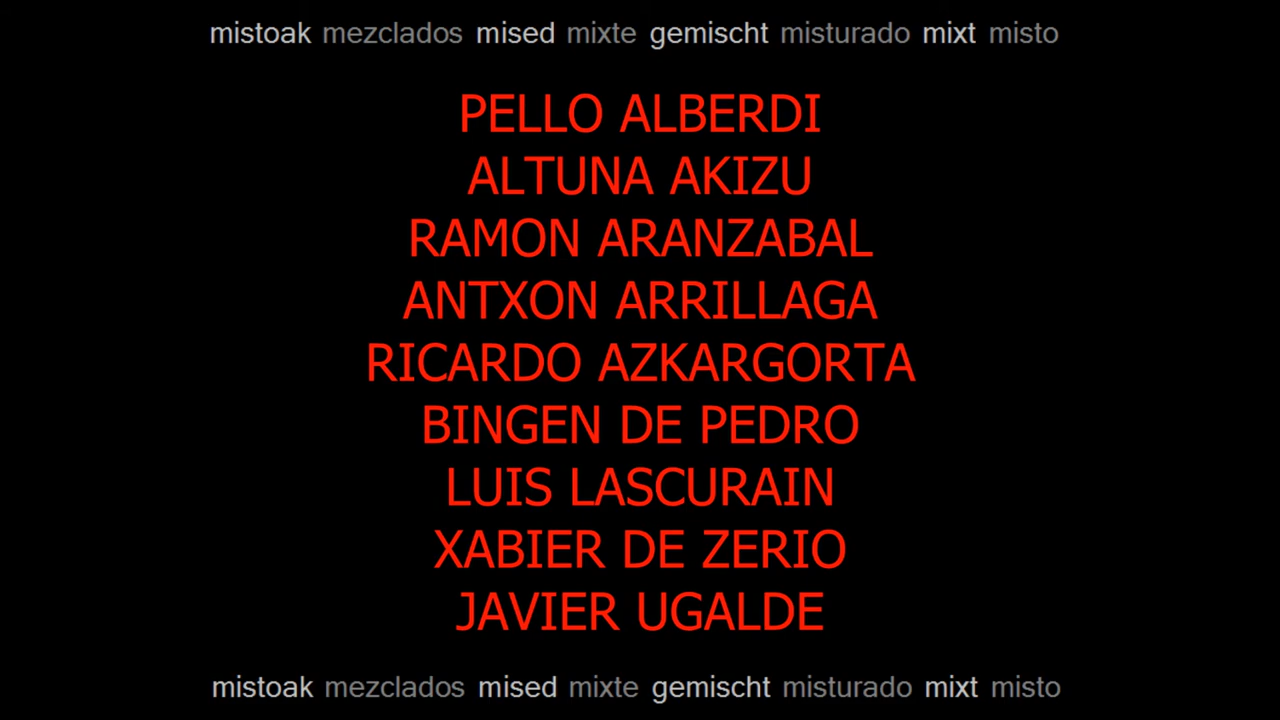 mistoak mezclados mised mixte gemischt misturado mixt misto
PELLO ALBERDI
ALTUNA AKIZU
RAMON ARANZABAL
ANTXON ARRILLAGA
RICARDO AZKARGORTA
BINGEN DE PEDRO
LUIS LASCURAIN
XABIER DE ZERIO
JAVIER UGALDE
mistoak mezclados mised mixte gemischt misturado mixt misto